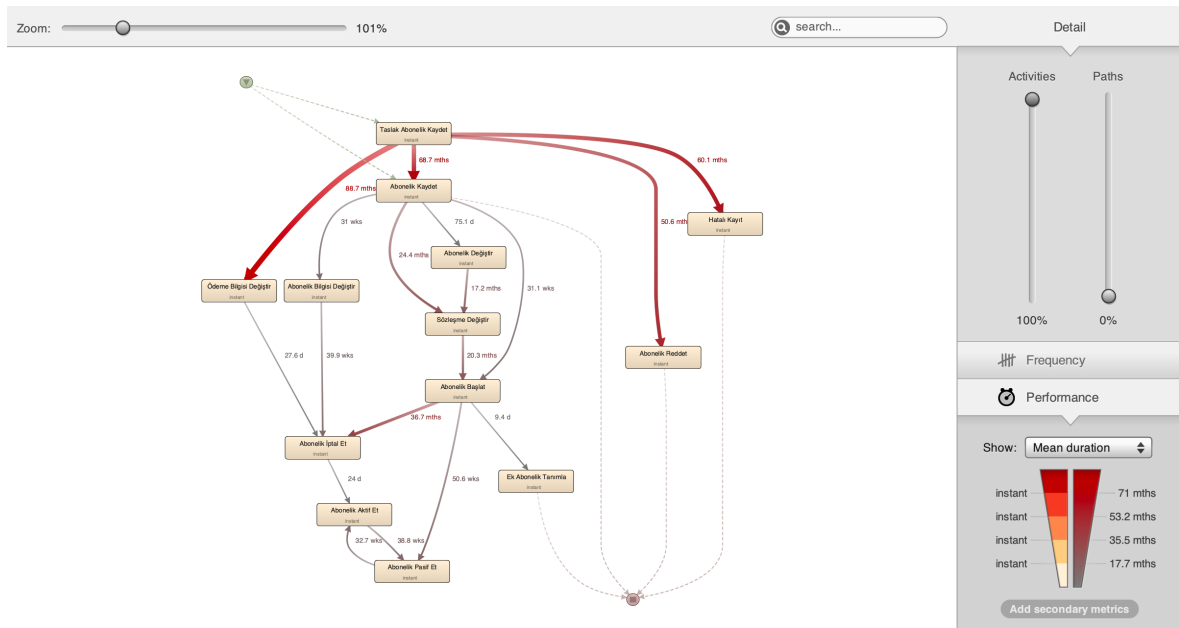 Zoom:
101%
search...
Detail
Activities
Paths
100%
0%
Frequency
Performance
Show:
Mean duration
instant
71 mths
instant
53.2 mths
instant
35.5 mths
instant
17.7 mths
Add secondary metrics
Taslak Abonelik Kaydet
instant
68.7 mths
60.1 mths
88.7 mths
Abonelik Kaydet
instant
50.6 mth
Hatalı Kayıt
instant
31 wks
75.1 d
24.4 mths
Abonelik Değiştir
instant
17.2 mths
31.1 wks
Ödeme Bilgisi Değiştir
instant
Abonelik Bilgisi Değiştir
instant
Sözleşme Değiştir
instant
27.6 d
39.9 wks
20.3 mths
Abonelik Reddet
instant
Abonelik Başlat
instant
36.7 mths
9.4 d
Abonelik İptal Et
instant
24 d
50.6 wks
Ek Abonelik Tanımla
instant
Abonelik Aktif Et
instant
32.7 wks
38.8 wks
Abonelik Pasif Et
instant